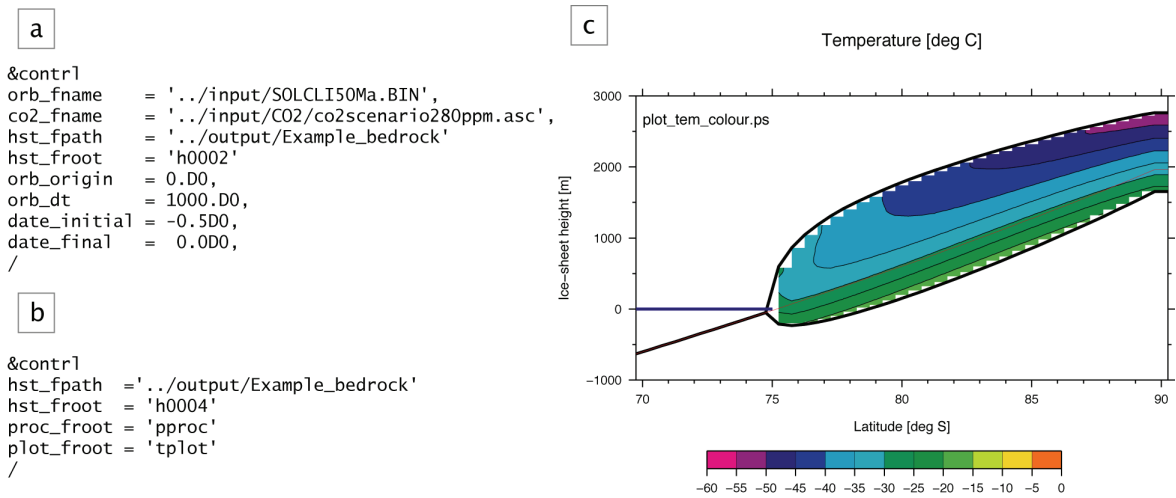 a
&contrl
orb_fname     = '../input/SOLCLI50Ma.BIN',
co2_fname     = '../input/CO2/co2scenario280ppm.asc',
hst_fpath     = '../output/Example_bedrock'
hst_froot     = 'h0002'
orb_origin    = 0.D0,
orb_dt        = 1000.D0,
date_initial = -0.5D0,
date_final    =  0.0D0,
/
b
&contrl
hst_fpath  ='../output/Example_bedrock'
hst_froot  = 'h0004'
proc_froot = 'pproc'
plot_froot = 'tplot'
/
c
Temperature [deg C]
plot_tem_colour.ps
Ice−sheet height [m]
3000
2000
1000
0
−1000
70 75 80 85 90
Latitude [deg S]
−60 −55 −50 −45 −40 −35 −30 −25 −20 −15 −10 −5 0